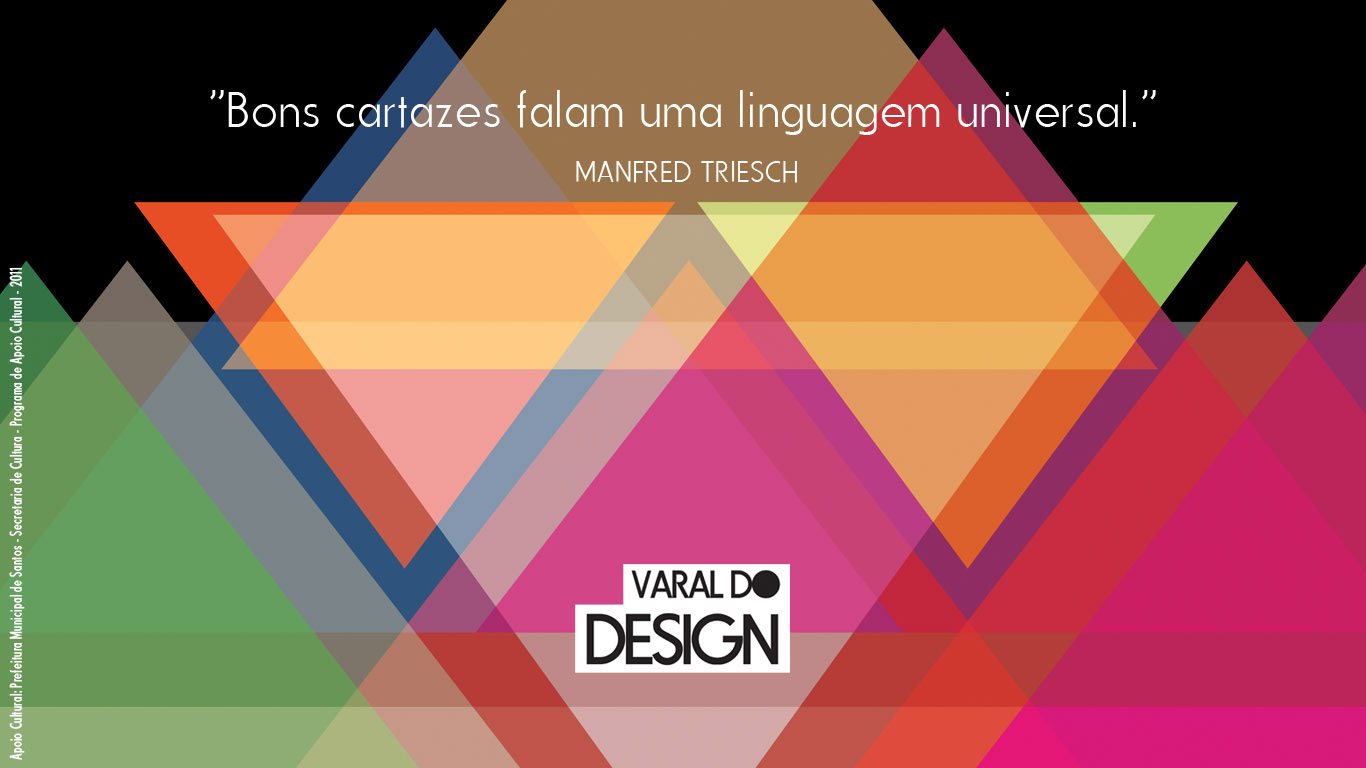 ”Bons cartazes falam uma linguagem universal.”
MANFRED TRIESCH
Apoio Cultural: Prefeitura Municipal de Santos - Secretaria de Cultura - Programa de Apoio Cultural - 2011
VARAL DO
DESIGN